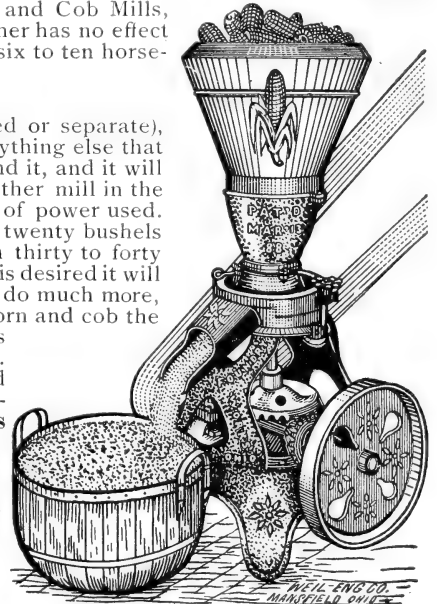 and Cob Mills,
ner has no effect
six to ten horse-
ed or separate),
ything else that
nd it, and it will
ther mill in the
of power used.
twenty bushels
n thirty to forty
is desired it will
do much more,
orn and cob the
s
.
d
-
s
PAT'D
MAR
WEIL-ENG CO.
MANSFIELD OHIO